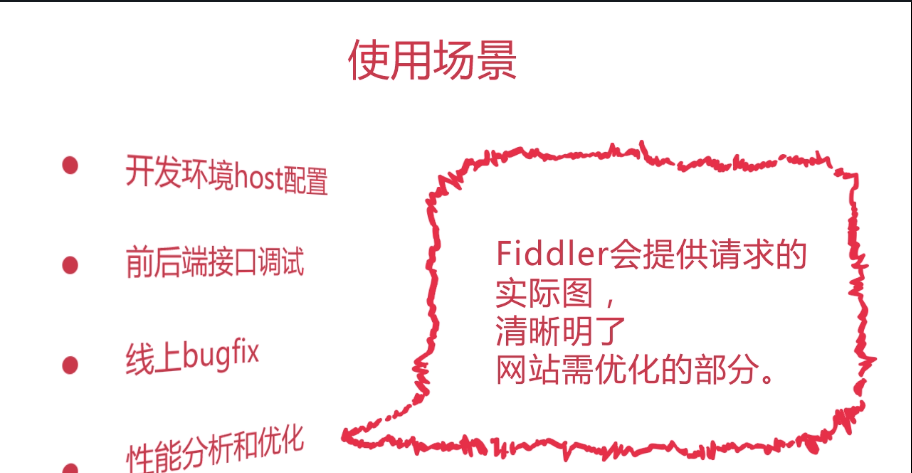 使用场景
开发环境host配置
前后端接口调试
线上bugfix
性能分析和优化
Fiddler会提供请求的
实际图，
清晰明了
网站需优化的部分。